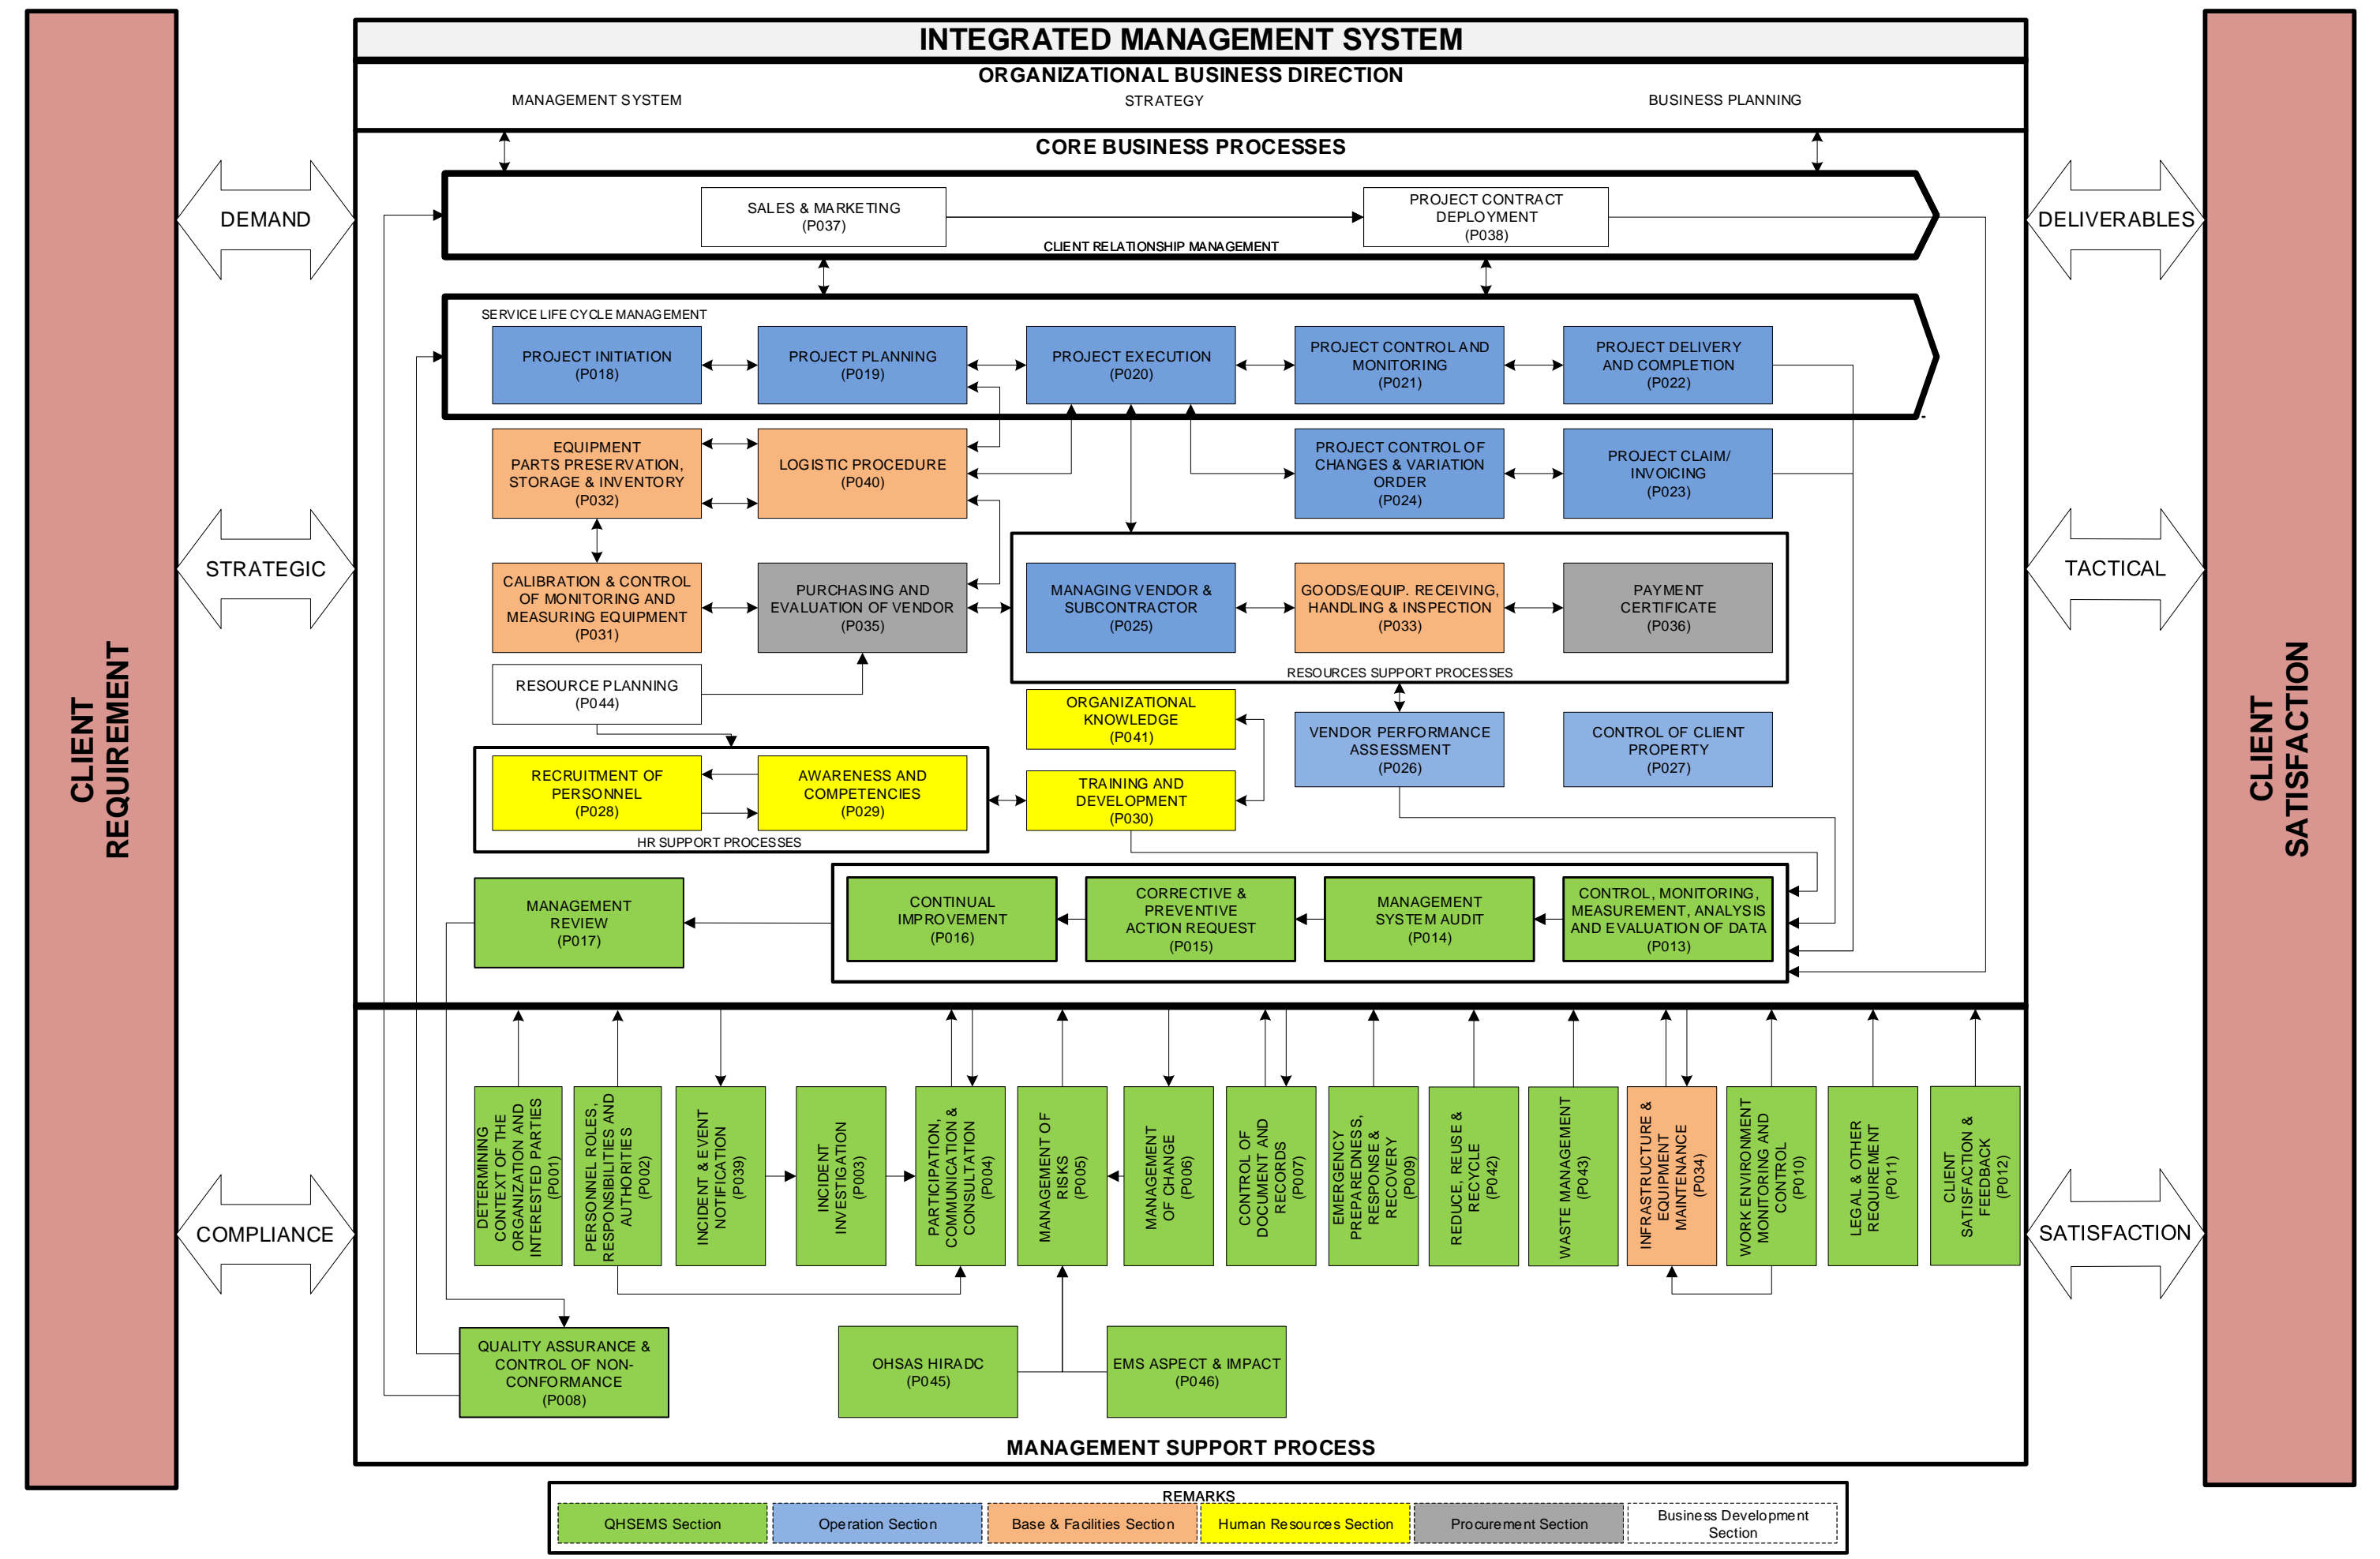 INTEGRATED MANAGEMENT SYSTEM
ORGANIZATIONAL BUSINESS DIRECTION
MANAGEMENT SYSTEM
STRATEGY
BUSINESS PLANNING
CORE BUSINESS PROCESSES
CLIENT
REQUIREMENT
DEMAND
STRATEGIC
COMPLIANCE
SALES & MARKETING
(P037)
PROJECT CONTRACT
DEPLOYMENT
(P038)
CLIENT RELATIONSHIP MANAGEMENT
SERVICE LIFE CYCLE MANAGEMENT
PROJECT INITIATION
(P018)
PROJECT PLANNING
(P019)
PROJECT EXECUTION
(P020)
PROJECT CONTROL AND
MONITORING
(P021)
PROJECT DELIVERY
AND COMPLETION
(P022)
EQUIPMENT
PARTS PRESERVATION,
STORAGE & INVENTORY
(P032)
LOGISTIC PROCEDURE
(P040)
PROJECT CONTROL OF
CHANGES & VARIATION
ORDER
(P024)
PROJECT CLAIM/
INVOICING
(P023)
CALIBRATION & CONTROL
OF MONITORING AND
MEASURING EQUIPMENT
(P031)
PURCHASING AND
EVALUATION OF VENDOR
(P035)
MANAGING VENDOR &
SUBCONTRACTOR
(P025)
GOODS/EQUIP. RECEIVING,
HANDLING & INSPECTION
(P033)
PAYMENT
CERTIFICATE
(P036)
RESOURCES SUPPORT PROCESSES
RESOURCE PLANNING
(P044)
ORGANIZATIONAL
KNOWLEDGE
(P041)
VENDOR PERFORMANCE
ASSESSMENT
(P026)
CONTROL OF CLIENT
PROPERTY
(P027)
RECRUITMENT OF
PERSONNEL
(P028)
AWARENESS AND
COMPETENCIES
(P029)
HR SUPPORT PROCESSES
TRAINING AND
DEVELOPMENT
(P030)
MANAGEMENT
REVIEW
(P017)
CONTINUAL
IMPROVEMENT
(P016)
CORRECTIVE &
PREVENTIVE
ACTION REQUEST
(P015)
MANAGEMENT
SYSTEM AUDIT
(P014)
CONTROL, MONITORING,
MEASUREMENT, ANALYSIS
AND EVALUATION OF DATA
(P013)
DETERMINING
CONTEXT OF THE
ORGANIZATION AND
INTERESTED PARTIES
(P001)
PERSONNEL ROLES,
RESPONSIBILITIES AND
AUTHORITIES
(P002)
INCIDENT & EVENT
NOTIFICATION
(P039)
INCIDENT
INVESTIGATION
(P003)
PARTICIPATION,
COMMUNICATION &
CONSULTATION
(P004)
MANAGEMENT OF
RISKS
(P005)
MANAGEMENT
OF CHANGE
(P006)
CONTROL OF
DOCUMENT AND
RECORDS
(P007)
EMERGENCY
PREPAREDNESS,
RESPONSE &
RECOVERY
(P009)
REDUCE, REUSE &
RECYCLE
(P042)
WASTE MANAGEMENT
(P043)
INFRASTRUCTURE &
EQUIPMENT
MAINTENANCE
(P034)
WORK ENVIRONMENT
MONITORING AND
CONTROL
(P010)
LEGAL & OTHER
REQUIREMENT
(P011)
CLIENT
SATISFACTION &
FEEDBACK
(P012)
QUALITY ASSURANCE &
CONTROL OF NON-
CONFORMANCE
(P008)
OHSAS HIRADC
(P045)
EMS ASPECT & IMPACT
(P046)
MANAGEMENT SUPPORT PROCESS
DELIVERABLES
TACTICAL
SATISFACTION
CLIENT
SATISFACTION
REMARKS
QHSEMS Section
Operation Section
Base & Facilities Section
Human Resources Section
Procurement Section
Business Development
Section